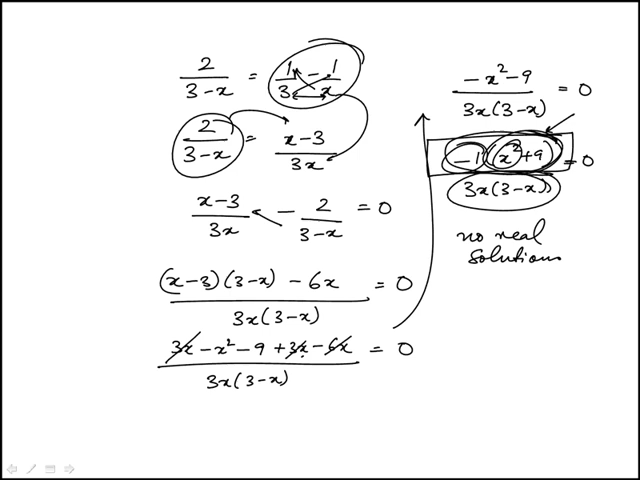 2/(3-x) = 1/3 - 1/x
2/(3-x) = (x-3)/3x
(x-3)/3x - 2/(3-x) = 0
((x-3)(3-x) - 6x)/(3x(3-x)) = 0
(3x - x² - 9 + 3x - 6x)/(3x(3-x)) = 0
(-x² - 9)/(3x(3-x)) = 0
-1(x² + 9)/(3x(3-x)) = 0
no real
solutions